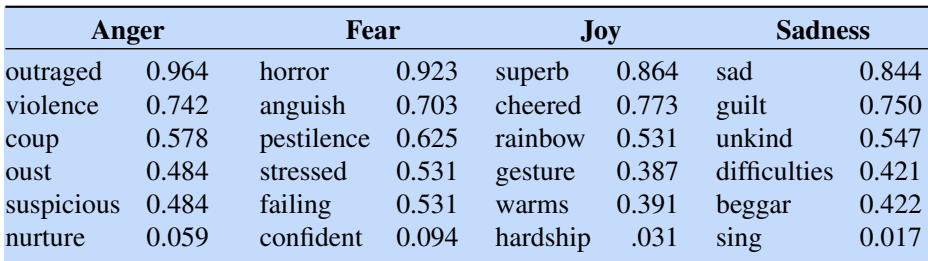 Anger Fear Joy Sadness
outraged 0.964 horror 0.923 superb 0.864 sad 0.844
violence 0.742 anguish 0.703 cheered 0.773 guilt 0.750
coup 0.578 pestilence 0.625 rainbow 0.531 unkind 0.547
oust 0.484 stressed 0.531 gesture 0.387 difficulties 0.421
suspicious 0.484 failing 0.531 warms 0.391 beggar 0.422
nurture 0.059 confident 0.094 hardship .031 sing 0.017